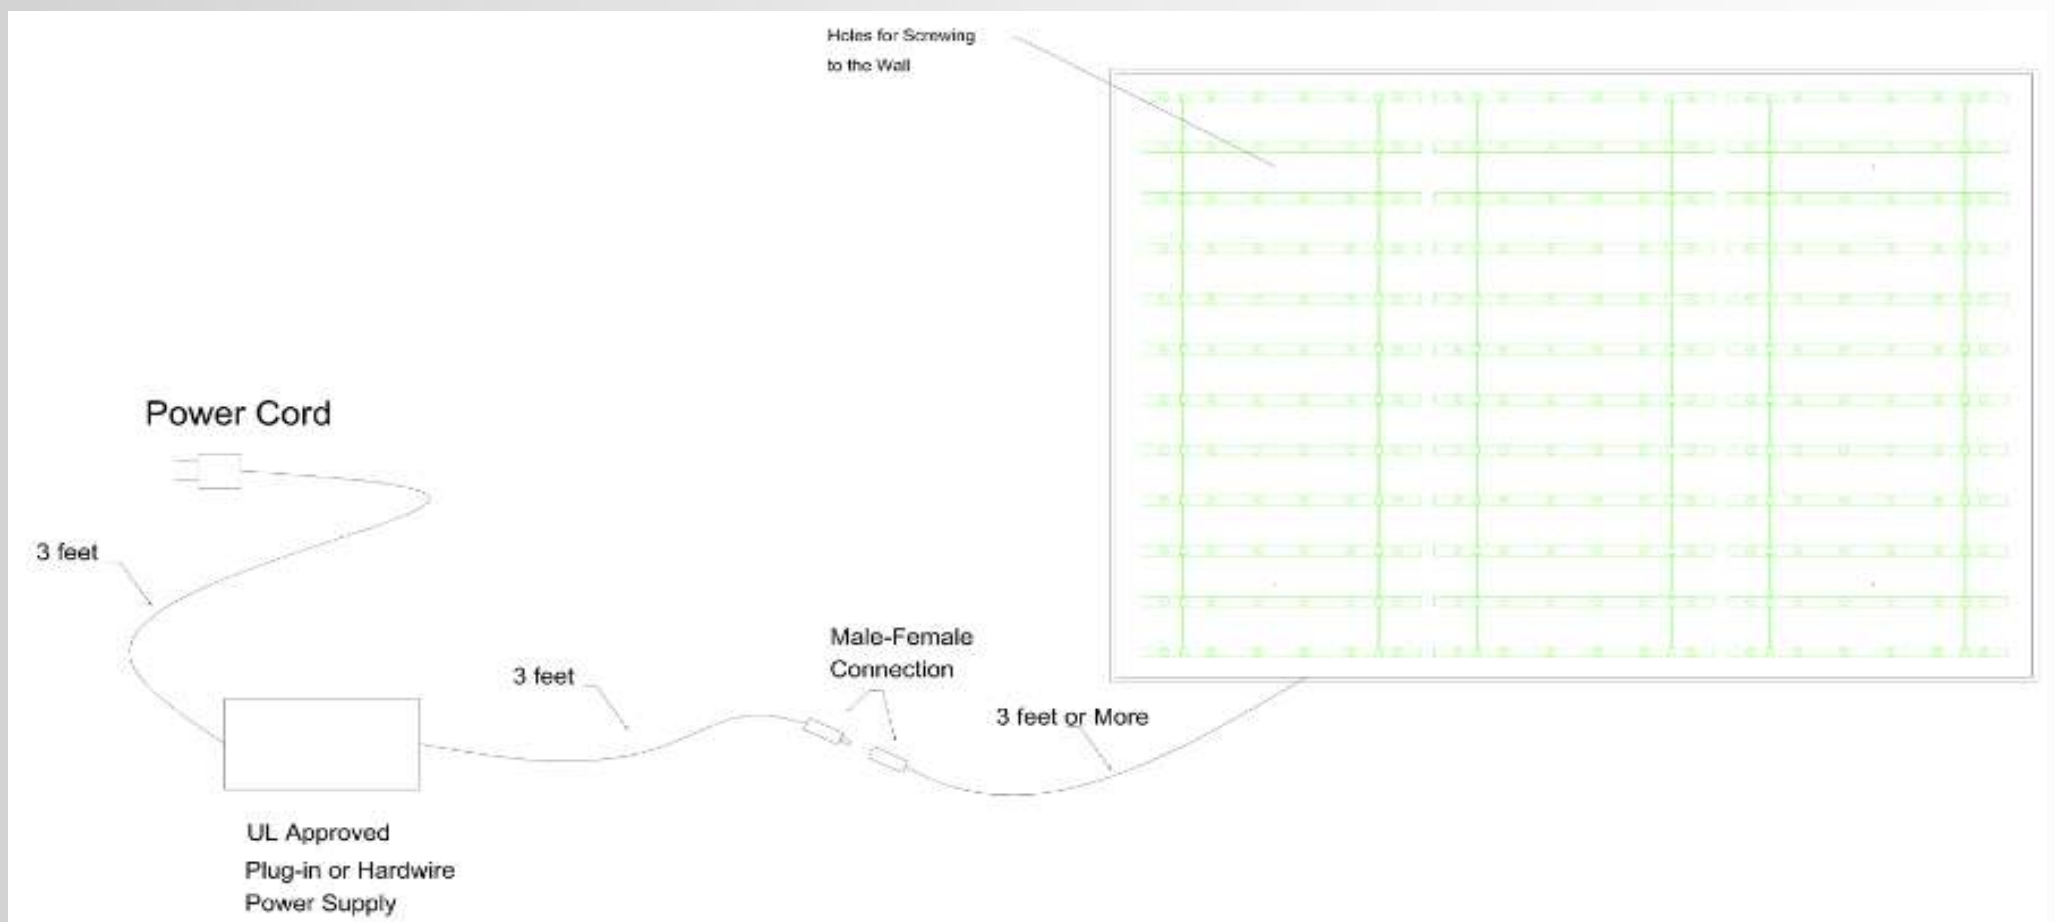 Holes for Screwing
to the Wall
Power Cord
3 feet
3 feet
Male-Female
Connection
3 feet or More
UL Approved
Plug-in or Hardwire
Power Supply